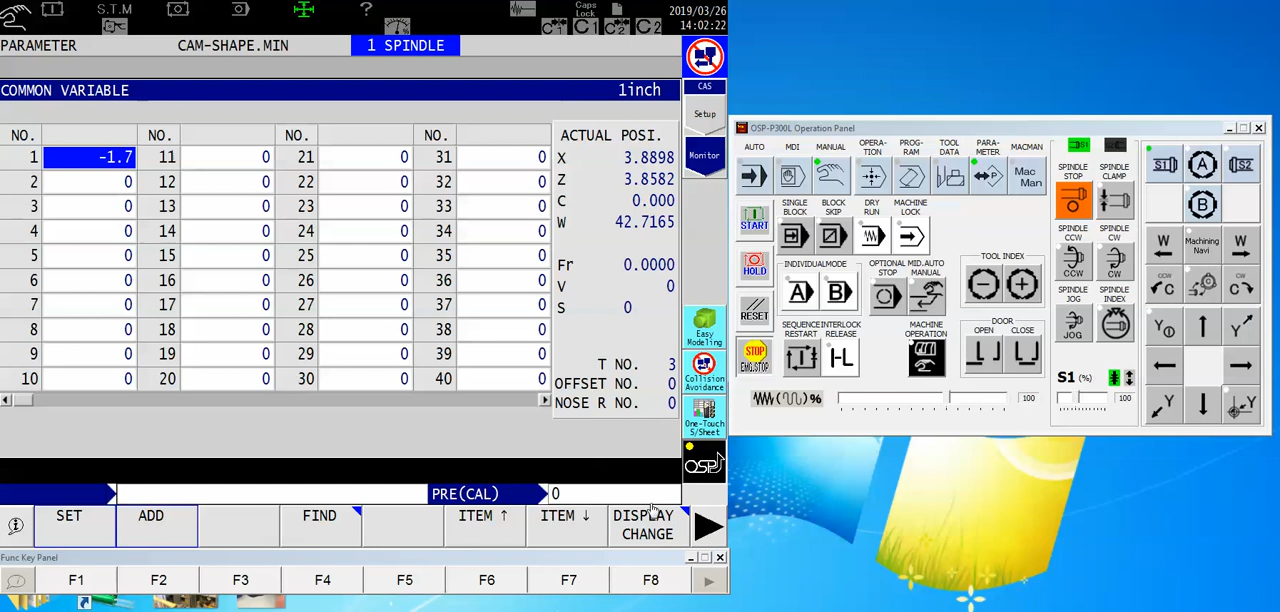 S.T.M
?
Caps Lock
2019/03/26
14:02:22
C1
C2
PARAMETER CAM-SHAPE.MIN 1 SPINDLE
COMMON VARIABLE 1inch
CAS
Setup
Monitor
NO. NO. NO. NO. ACTUAL POSI.
1 -1.7 11 0 21 0 31 0 X 3.8898
2 0 12 0 22 0 32 0 Z 3.8582
3 0 13 0 23 0 33 0 C 0.000
4 0 14 0 24 0 34 0 W 42.7165
5 0 15 0 25 0 35 0 Fr 0.0000
6 0 16 0 26 0 36 0 V 0
7 0 17 0 27 0 37 0 S 0
8 0 18 0 28 0 38 0
9 0 19 0 29 0 39 0 T NO. 3
10 0 20 0 30 0 40 0 OFFSET NO. 0
NOSE R NO. 0
Easy Modeling
Collision Avoidance
One-Touch S/Sheet
OSP
PRE(CAL) 0
SET ADD FIND ITEM ↑ ITEM ↓ DISPLAY CHANGE
Func Key Panel
F1 F2 F3 F4 F5 F6 F7 F8
OSP-P300L Operation Panel
AUTO MDI MANUAL OPERA-TION PROG-RAM TOOL DATA PARA-METER MACMAN
Mac Man
START
SINGLE BLOCK BLOCK SKIP DRY RUN MACHINE LOCK
HOLD
INDIVIDUALMODE OPTIONAL STOP MID.AUTO MANUAL
A B
RESET
SEQUENCE RESTART INTERLOCK RELEASE MACHINE OPERATION
STOP
EMG.STOP
I-L
% 100
TOOL INDEX
DOOR
OPEN CLOSE
S1
SPINDLE STOP SPINDLE CLAMP
SPINDLE CCW SPINDLE CW
CCW CW
SPINDLE JOG SPINDLE INDEX
JOG
S1 (%)
100
S1 A S2
B
W Machining Navi W
CCW C CW C
Y0 Y
Y Y